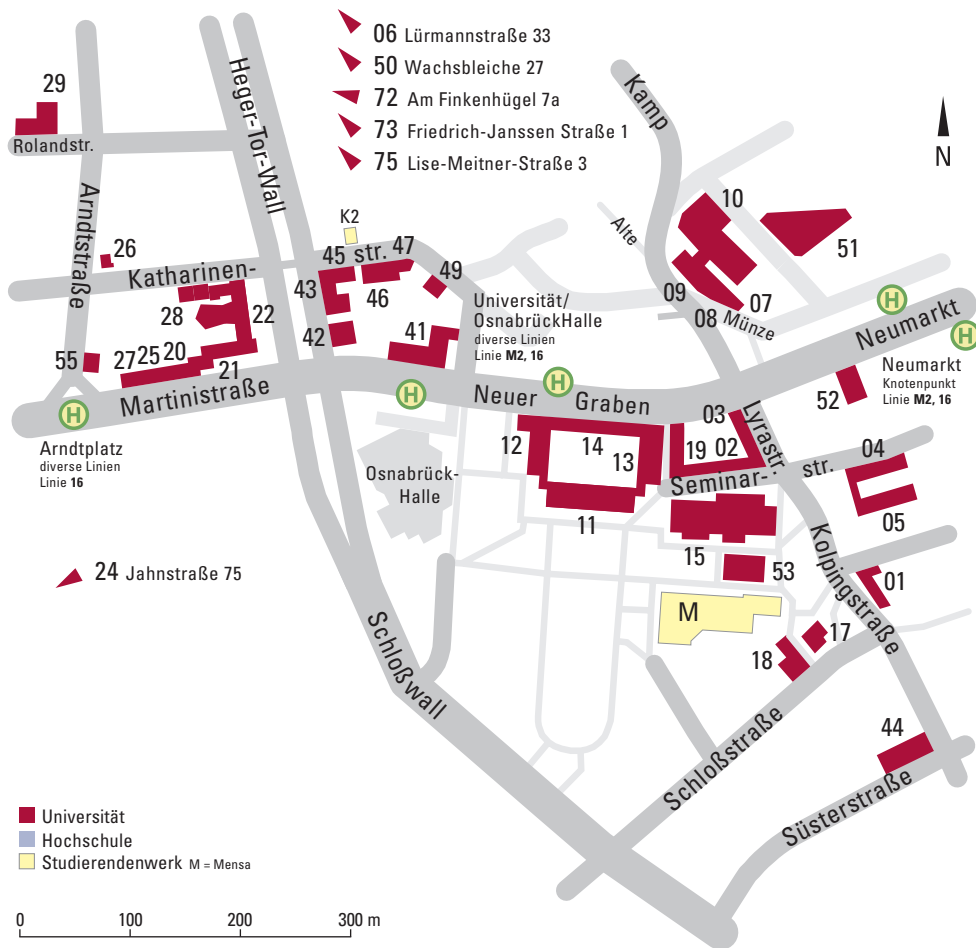 06 Lürmannstraße 33
50 Wachsbleiche 27
72 Am Finkenhügel 7a
73 Friedrich-Janssen Straße 1
75 Lise-Meitner-Straße 3
29
Rolandstr.
Arndtstraße
Heger-Tor-Wall
Kamp
N
10
51
Alte
09
07
08
Münze
K2
26
Katharinen-
45
str.
47
49
43
46
42
41
28
22
55
27
25
20
21
Martinistraße
Universität/
OsnabrückHalle
diverse Linien
Linie M2, 16
H
H
H
H
H
Neumarkt
Neumarkt
Knotenpunkt
Linie M2, 16
Arndtplatz
diverse Linien
Linie 16
Neuer Graben
52
03
Lyrastr.
12
14
13
19
02
Seminar-
str.
04
05
11
Osnabrück-
Halle
15
53
Kolpingstraße
01
24 Jahnstraße 75
M
17
18
Schloßwall
Schloßstraße
44
Süsterstraße
Universität
Hochschule
Studierendenwerk M = Mensa
0 100 200 300 m